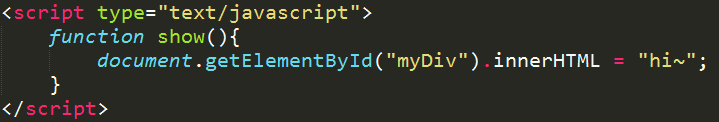 <script type="text/javascript">
    function show(){
        document.getElementById("myDiv").innerHTML = "hi~";
    }
</script>